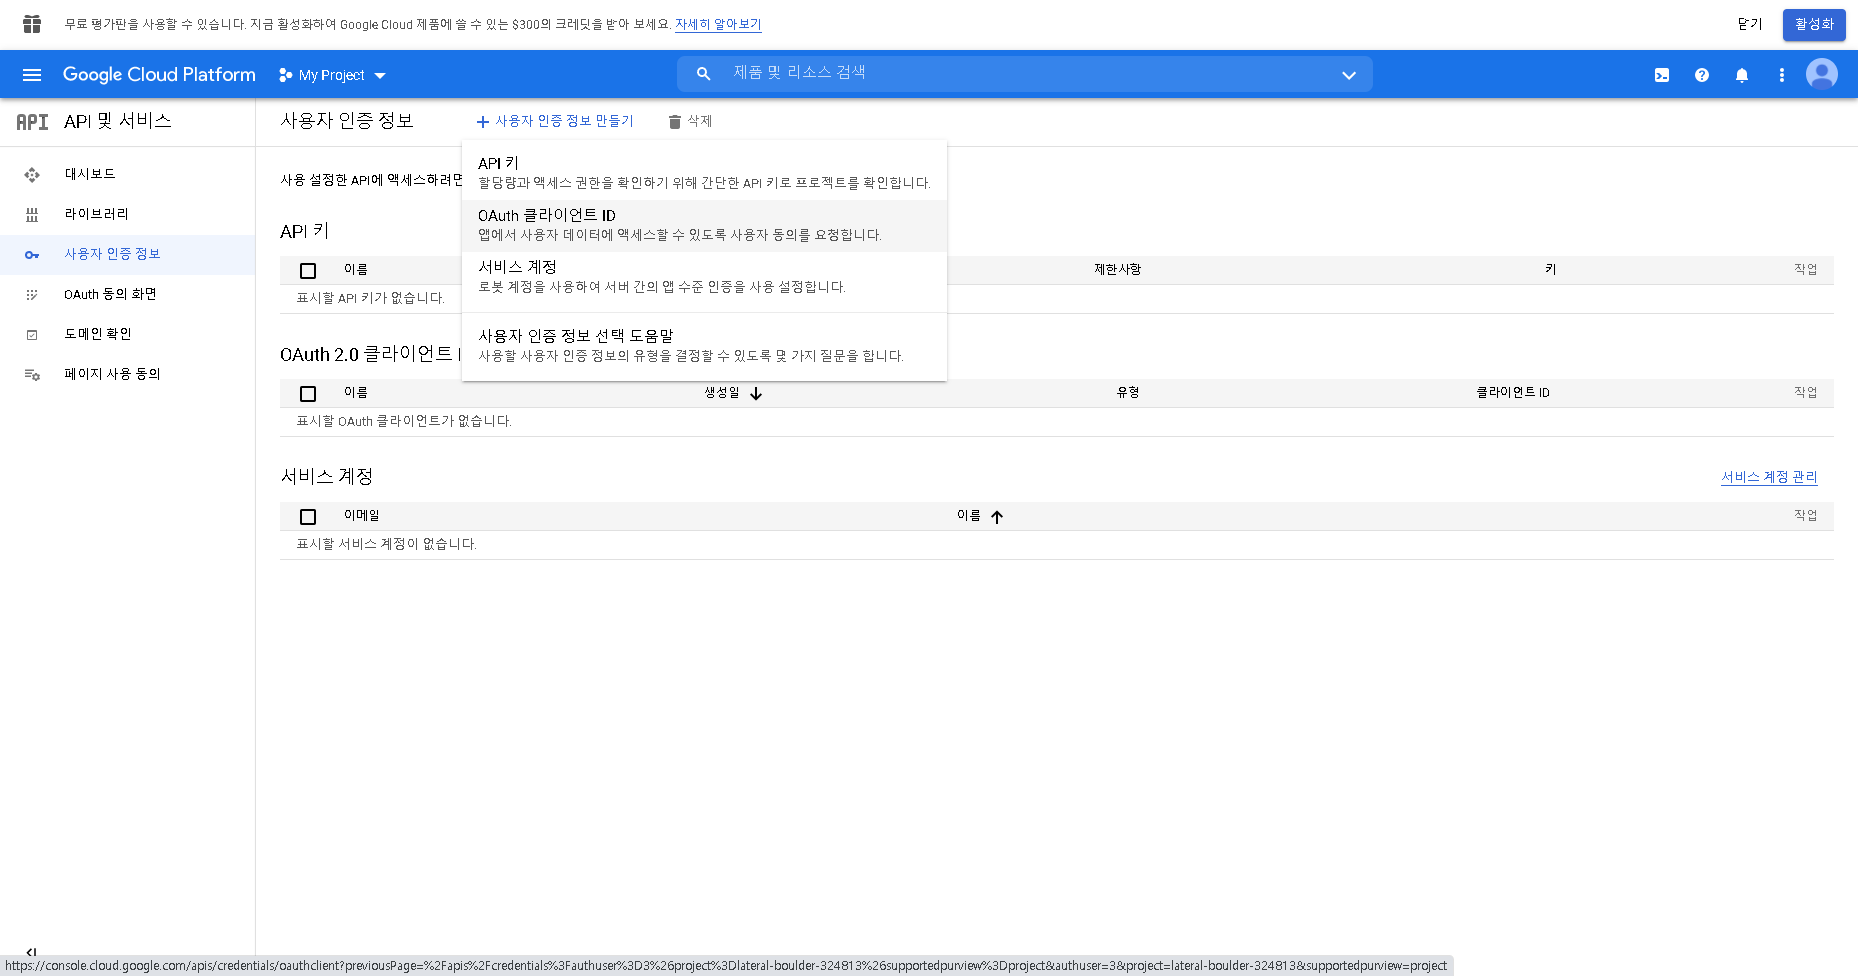 무료 평가판을 사용할 수 있습니다. 지금 활성화하여 Google Cloud 제품에 쓸 수 있는 $300의 크레딧을 받아 보세요. 자세히 알아보기
닫기
활성화
Google Cloud Platform
My Project
제품 및 리소스 검색
API
API 및 서비스
사용자 인증 정보
사용자 인증 정보 만들기
삭제
대시보드
라이브러리
사용자 인증 정보
OAuth 동의 화면
도메인 확인
페이지 사용 동의
사용 설정한 API에 액세스하려면
API 키
할당량과 액세스 권한을 확인하기 위해 간단한 API 키로 프로젝트를 확인합니다.
OAuth 클라이언트 ID
앱에서 사용자 데이터에 액세스할 수 있도록 사용자 동의를 요청합니다.
서비스 계정
로봇 계정을 사용하여 서버 간의 앱 수준 인증을 사용 설정합니다.
사용자 인증 정보 선택 도움말
사용할 사용자 인증 정보의 유형을 결정할 수 있도록 몇 가지 질문을 합니다.
API 키
이름
제한사항
키
작업
표시할 API 키가 없습니다.
OAuth 2.0 클라이언트 I
이름
생성일
유형
클라이언트 ID
작업
표시할 OAuth 클라이언트가 없습니다.
서비스 계정
서비스 계정 관리
이메일
이름
작업
표시할 서비스 계정이 없습니다.
https://console.cloud.google.com/apis/credentials/oauthclient?previousPage=%2Fapis%2Fcredentials%3Fauthuser%3D3%26project%3Dlateral-boulder-324813%26supportedpurview%3Dproject&authuser=3&project=lateral-boulder-324813&supportedpurview=project